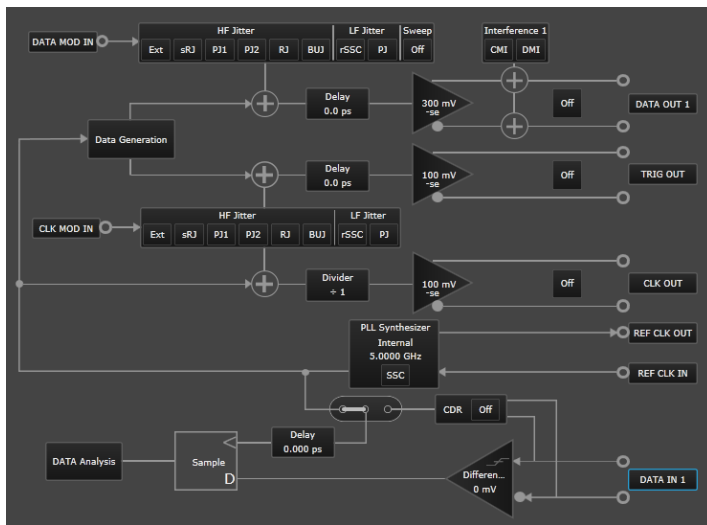 HF Jitter
LF Jitter
Sweep
Interference 1
DATA MOD IN
Ext
sRJ
PJ1
PJ2
RJ
BUJ
rSSC
PJ
Off
CMI
DMI
Delay
0.0 ps
300 mV
-se
Off
DATA OUT 1
Data Generation
Delay
0.0 ps
100 mV
-se
Off
TRIG OUT
HF Jitter
LF Jitter
CLK MOD IN
Ext
sRJ
PJ1
PJ2
RJ
BUJ
rSSC
PJ
Divider
÷ 1
100 mV
-se
Off
CLK OUT
PLL Synthesizer
Internal
5.0000 GHz
SSC
REF CLK OUT
REF CLK IN
CDR
Off
Delay
0.000 ps
DATA Analysis
Sample
D
Differen...
0 mV
DATA IN 1